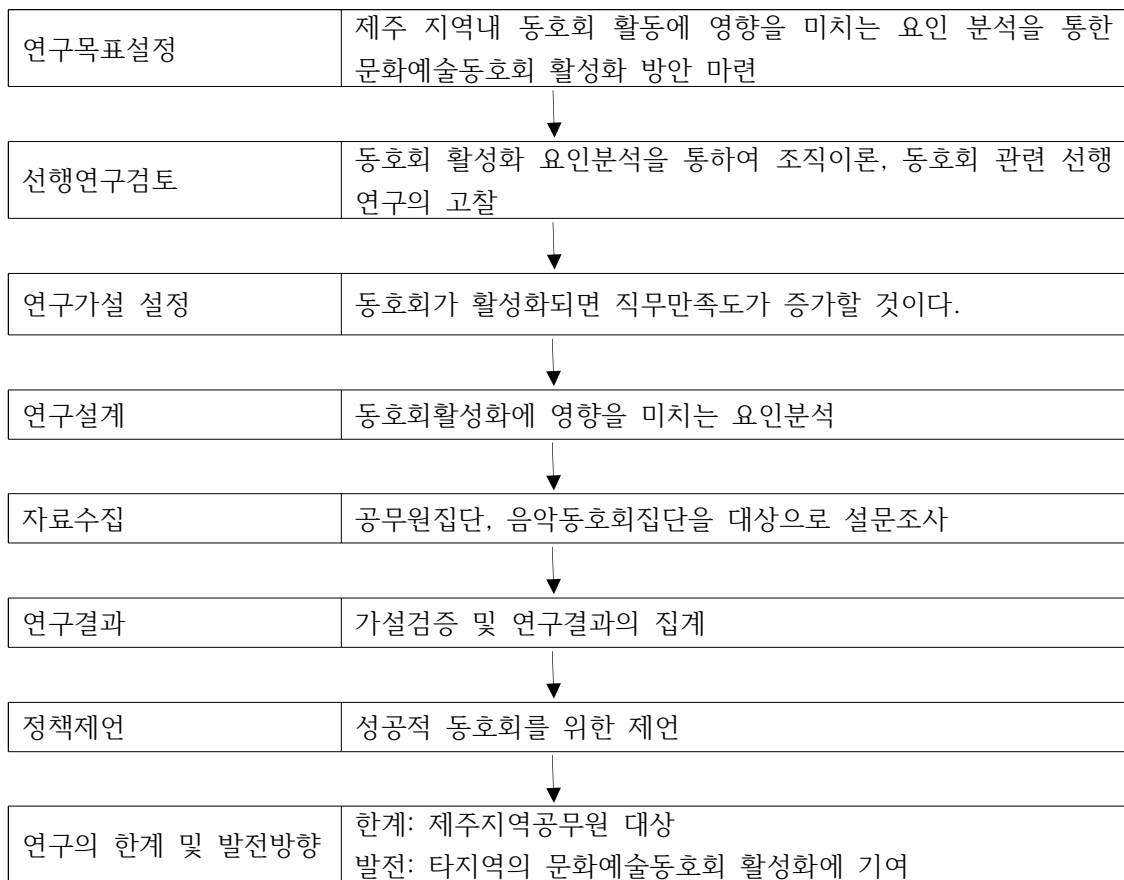 연구목표설정
제주 지역내 동호회 활동에 영향을 미치는 요인 분석을 통한
문화예술동호회 활성화 방안 마련
선행연구검토
동호회 활성화 요인분석을 통하여 조직이론, 동호회 관련 선행
연구의 고찰
연구가설 설정
동호회가 활성화되면 직무만족도가 증가할 것이다.
연구설계
동호회활성화에 영향을 미치는 요인분석
자료수집
공무원집단, 음악동호회집단을 대상으로 설문조사
연구결과
가설검증 및 연구결과의 집계
정책제언
성공적 동호회를 위한 제언
연구의 한계 및 발전방향
한계: 제주지역공무원 대상
발전: 타지역의 문화예술동호회 활성화에 기여